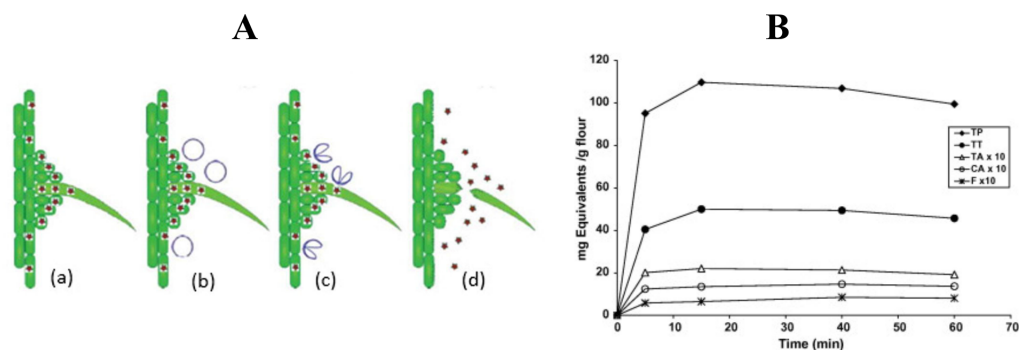 A
(a)
(b)
(c)
(d)
B
mg Equivalents /g flour
120
100
80
60
40
20
0
0
10
20
30
40
50
60
70
Time (min)
TP
TT
TA x 10
CA x 10
F x10